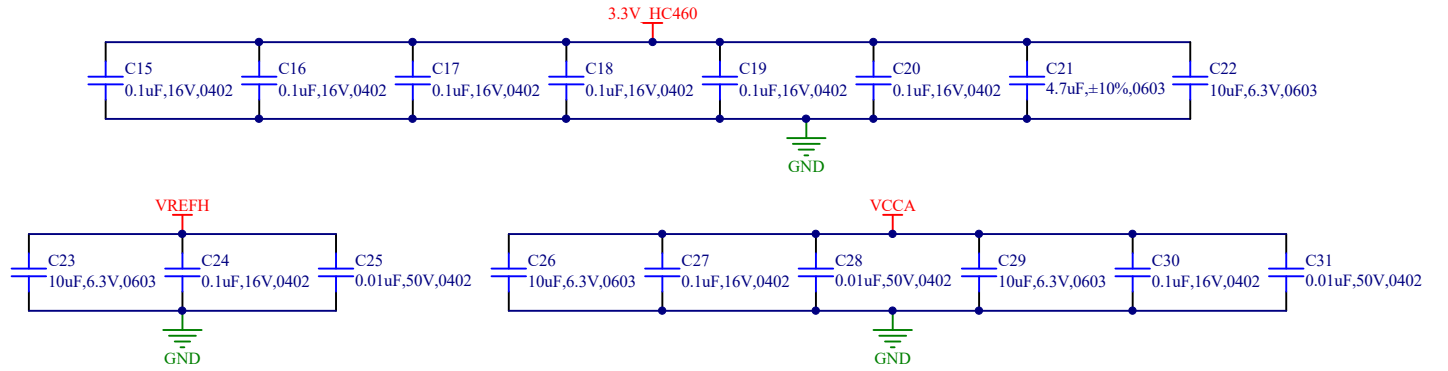 3.3V_HC460
C15
0.1uF,16V,0402
C16
0.1uF,16V,0402
C17
0.1uF,16V,0402
C18
0.1uF,16V,0402
C19
0.1uF,16V,0402
C20
0.1uF,16V,0402
C21
4.7uF,±10%,0603
C22
10uF,6.3V,0603
GND
VREFH
C23
10uF,6.3V,0603
C24
0.1uF,16V,0402
C25
0.01uF,50V,0402
GND
VCCA
C26
10uF,6.3V,0603
C27
0.1uF,16V,0402
C28
0.01uF,50V,0402
C29
10uF,6.3V,0603
C30
0.1uF,16V,0402
C31
0.01uF,50V,0402
GND